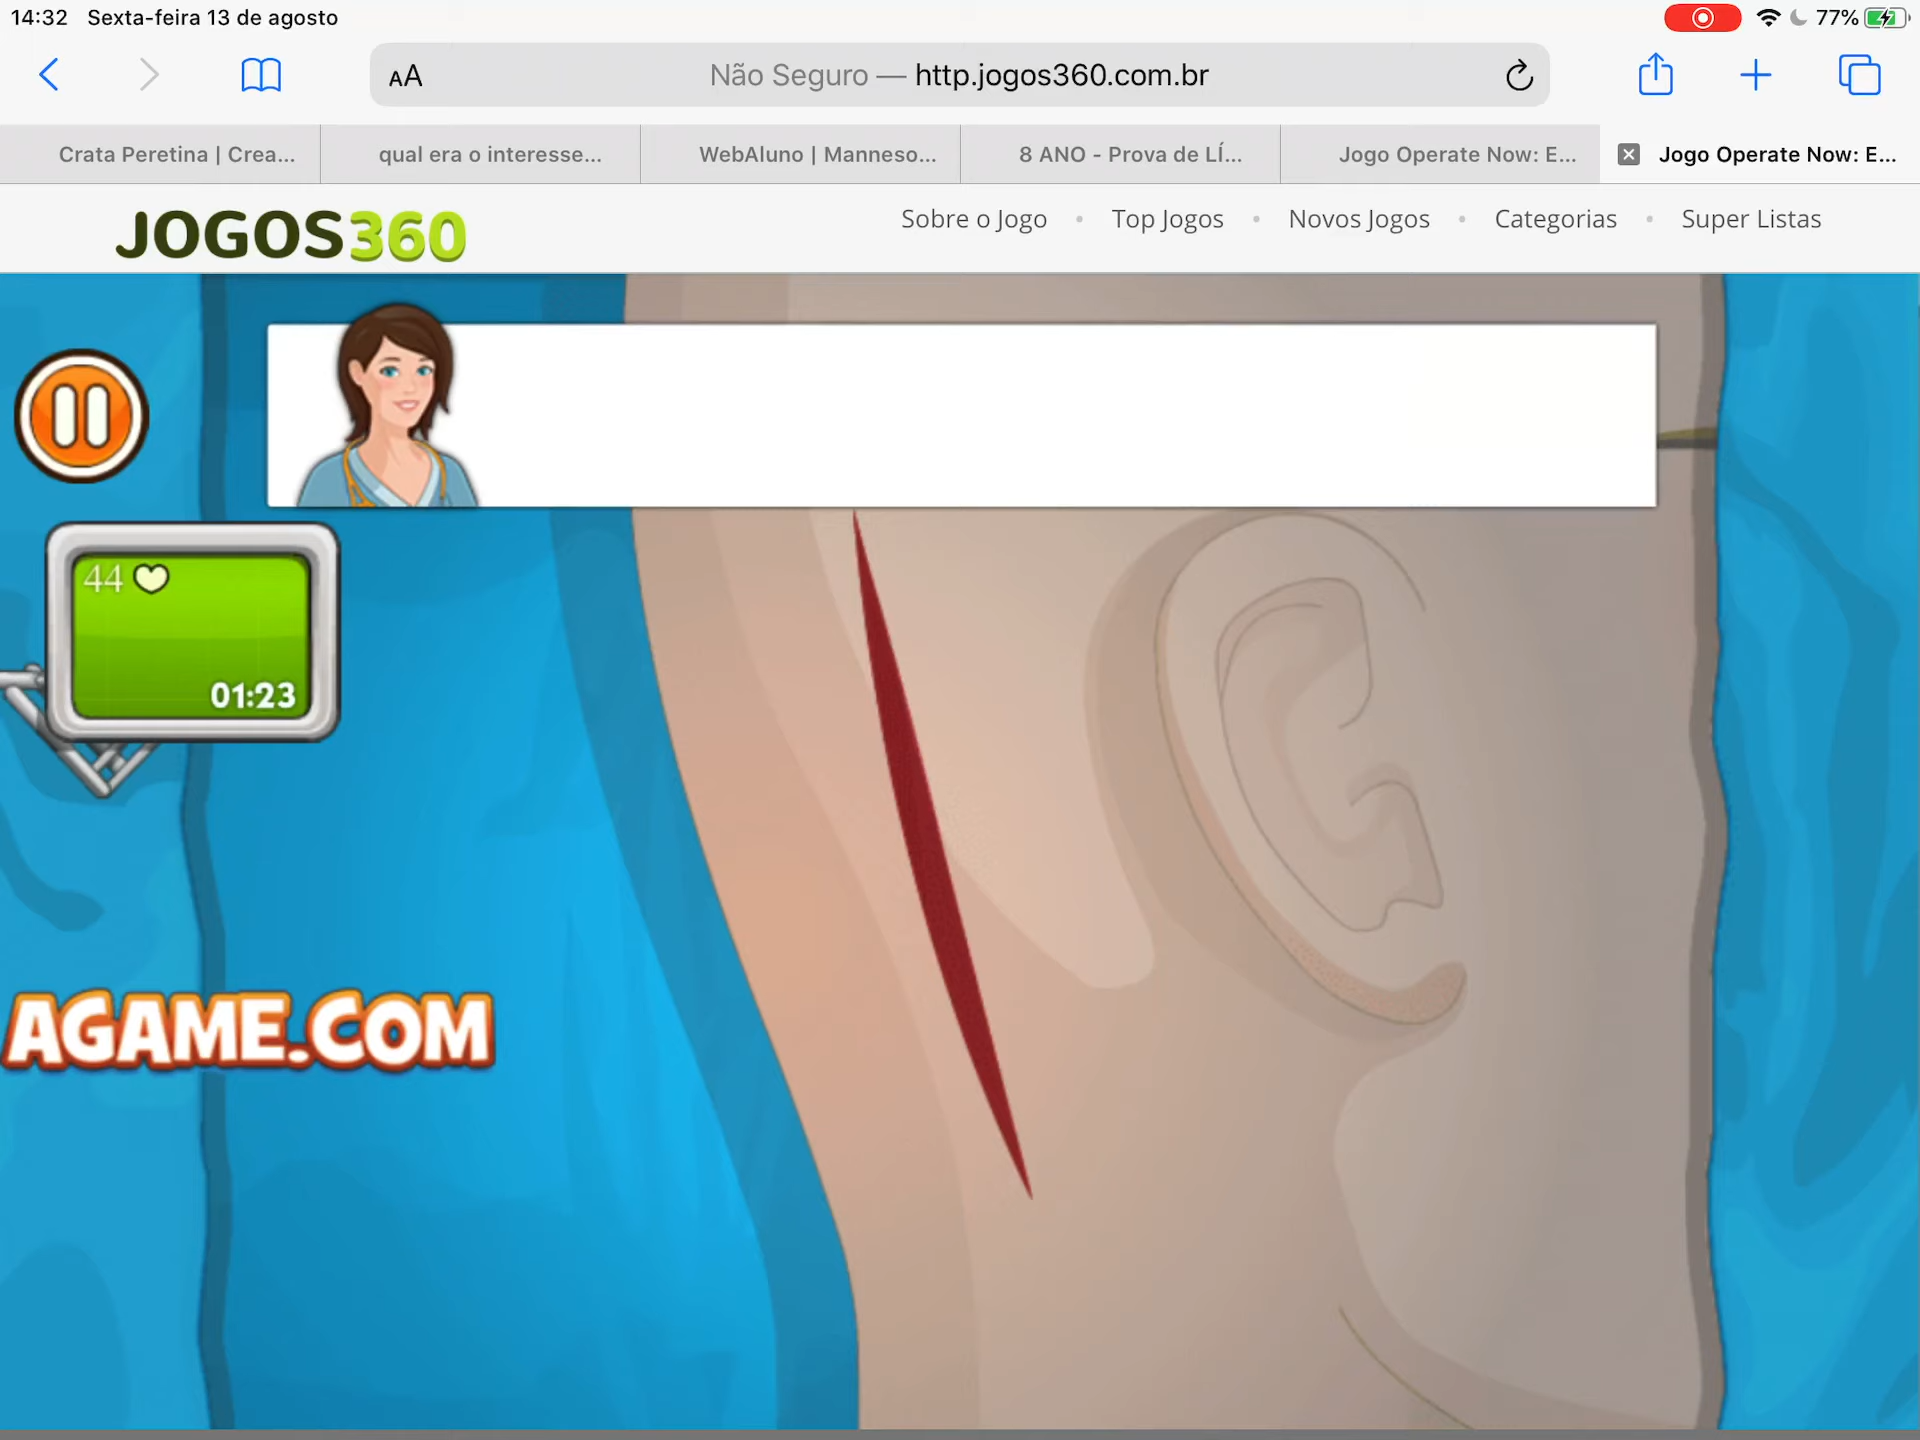 14:32 Sexta-feira 13 de agosto
77%
AA
Não Seguro — http.jogos360.com.br
Crata Peretina | Crea...
qual era o interesse...
WebAluno | Manneso...
8 ANO - Prova de LÍ...
Jogo Operate Now: E...
Jogo Operate Now: E...
JOGOS360
Sobre o Jogo • Top Jogos • Novos Jogos • Categorias • Super Listas
44
01:23
AGAME.COM